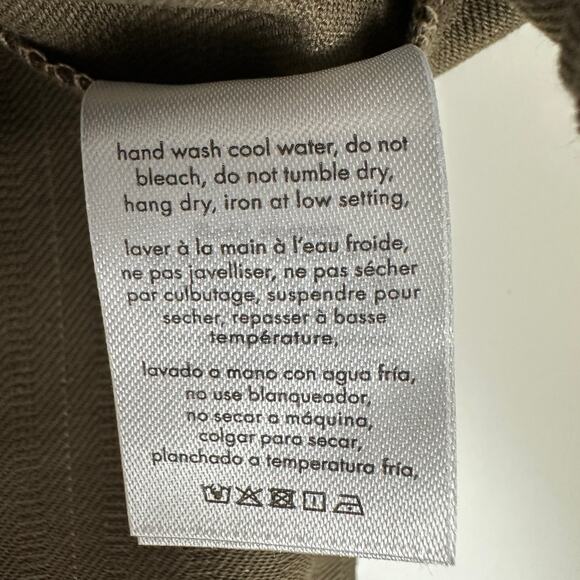 hand wash cool water, do not
bleach, do not tumble dry,
hang dry, iron at low setting,
laver à la main à l'eau froide,
ne pas javelliser, ne pas sécher
par culbutage, suspendre pour
secher, repasser à basse
température,
lavado a mano con agua fría,
no use blanqueador,
no secar a máquina,
colgar para secar,
planchado a temperatura fría,